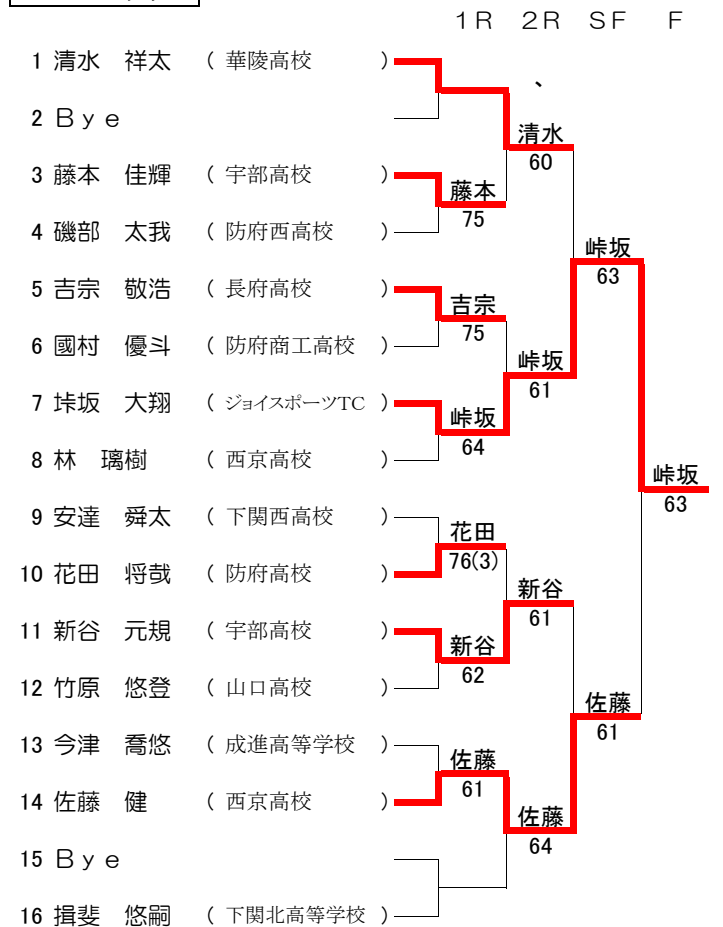 １Ｒ ２Ｒ ＳＦ Ｆ
1 清水　祥太 （ 華陵高校 ）
、
2 Ｂｙｅ
清水
60
3 藤本　佳輝 （ 宇部高校 ）
藤本
75
4 磯部　太我 （ 防府西高校 ）
峠坂
63
5 吉宗　敬浩 （ 長府高校 ）
吉宗
75
6 國村　優斗 （ 防府商工高校 ）
峠坂
61
7 垰坂　大翔 （ ジョイスポーツTC ）
峠坂
64
8 林　璃樹 （ 西京高校 ）
峠坂
63
9 安達　舜太 （ 下関西高校 ）
花田
76(3)
10 花田　将哉 （ 防府高校 ）
新谷
61
11 新谷　元規 （ 宇部高校 ）
新谷
62
12 竹原　悠登 （ 山口高校 ）
佐藤
61
13 今津　喬悠 （ 成進高等学校 ）
佐藤
61
14 佐藤　健 （ 西京高校 ）
佐藤
64
15 Ｂｙｅ
16 揖斐　悠嗣 （ 下関北高等学校 ）